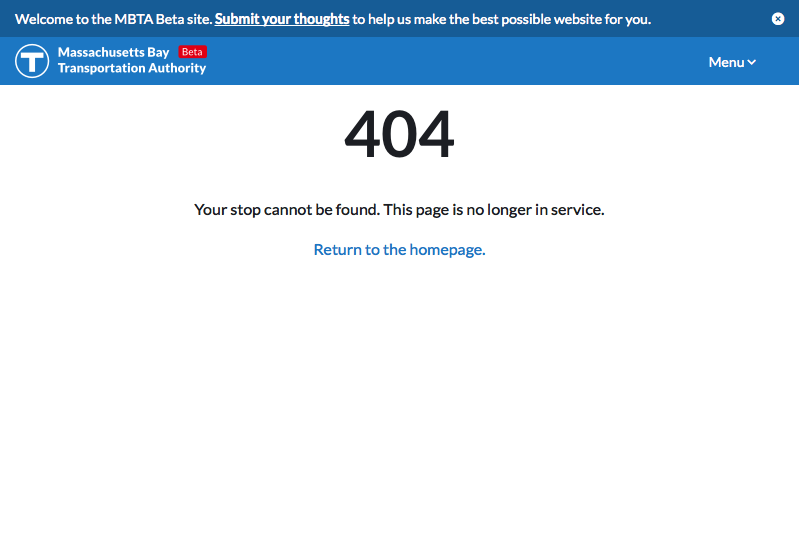 Welcome to the MBTA Beta site. Submit your thoughts to help us make the best possible website for you.
T
Massachusetts Bay Beta
Transportation Authority
Menu
404
Your stop cannot be found. This page is no longer in service.
Return to the homepage.